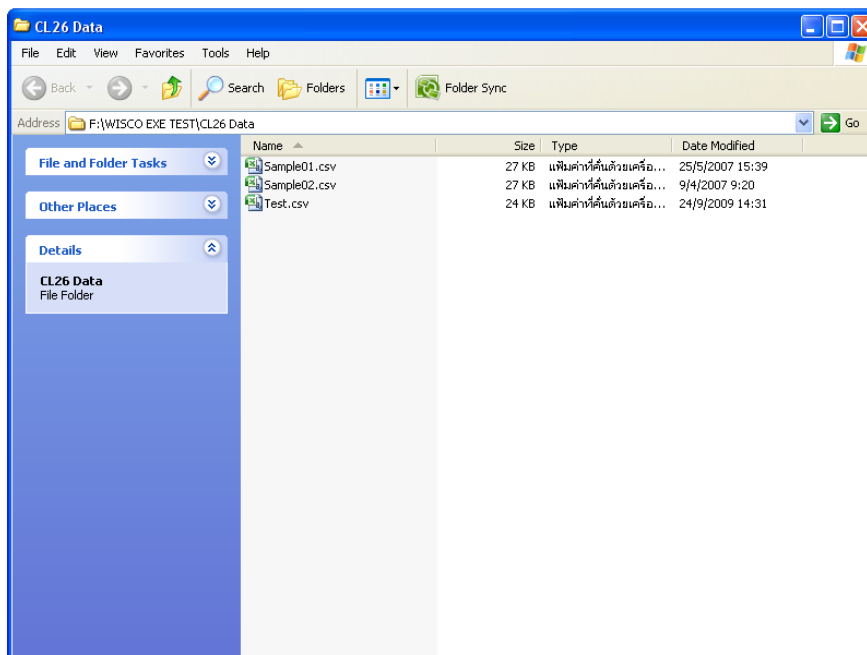 CL26 Data
File Edit View Favorites Tools Help
Back Search Folders Folder Sync
Address F:\WISCO EXE TEST\CL26 Data Go
File and Folder Tasks
Other Places
Details
CL26 Data
File Folder
Name Size Type Date Modified
Sample01.csv 27 KB แฟ้มค่าที่คั่นด้วยเครื่อ... 25/5/2007 15:39
Sample02.csv 27 KB แฟ้มค่าที่คั่นด้วยเครื่อ... 9/4/2007 9:20
Test.csv 24 KB แฟ้มค่าที่คั่นด้วยเครื่อ... 24/9/2009 14:31